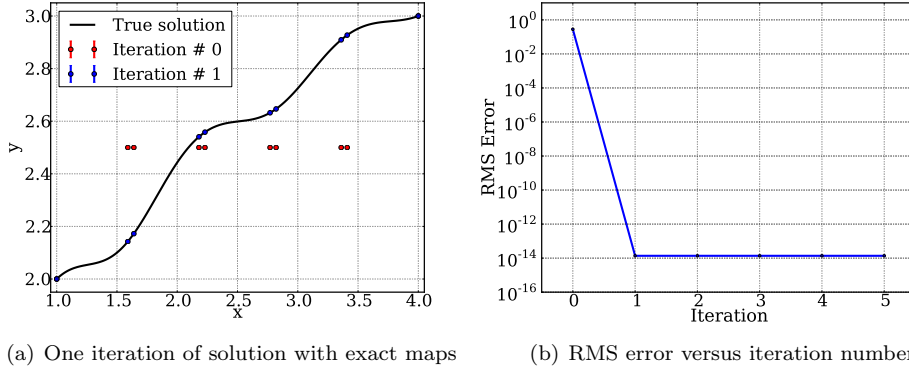 3.0
2.8
2.6
2.4
2.2
2.0
y
True solution
Iteration # 0
Iteration # 1
1.0 1.5 2.0 2.5 3.0 3.5 4.0
x
(a) One iteration of solution with exact maps
10^0
10^-2
10^-4
10^-6
10^-8
10^-10
10^-12
10^-14
10^-16
RMS Error
0 1 2 3 4 5
Iteration
(b) RMS error versus iteration number